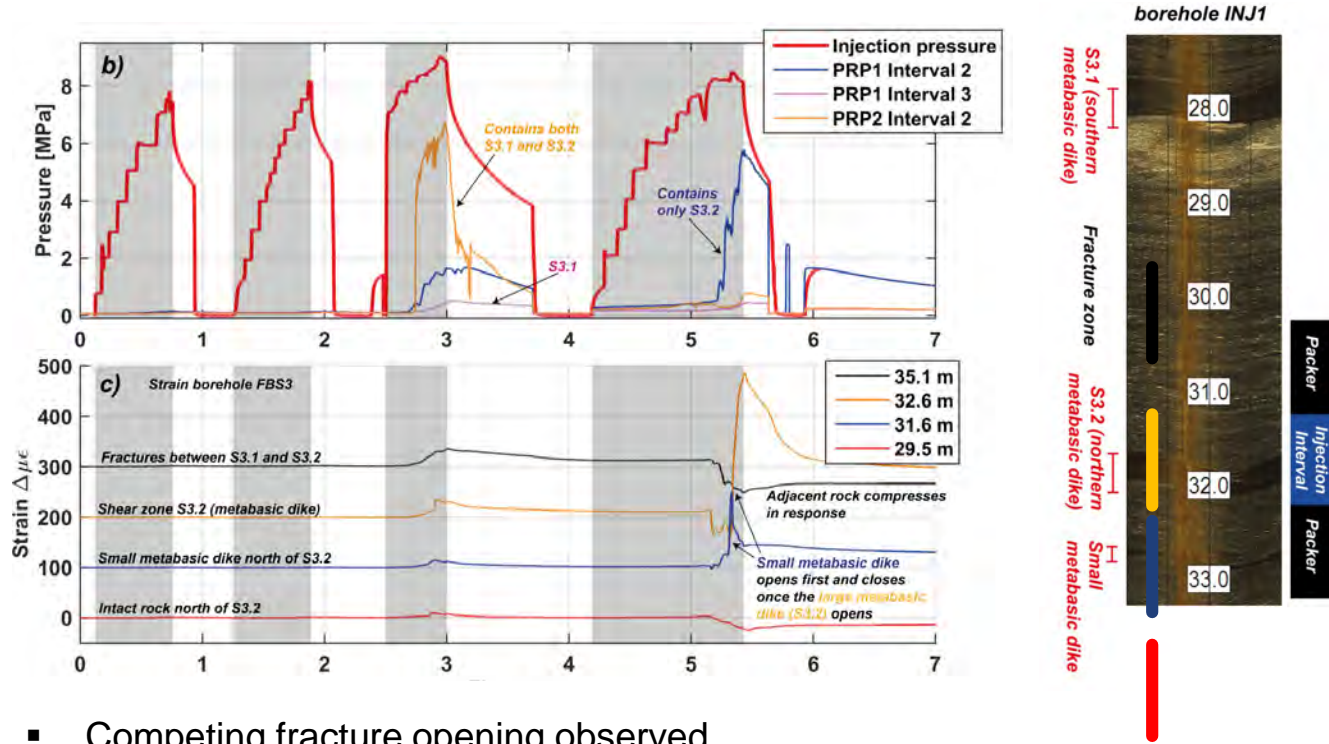 b)
Injection pressure
PRP1 Interval 2
PRP1 Interval 3
PRP2 Interval 2
Contains both
S3.1 and S3.2
Contains
only S3.2
S3.1
Pressure [MPa]
8
6
4
2
0
0 1 2 3 4 5 6 7
c)
Strain borehole FBS3
35.1 m
32.6 m
31.6 m
29.5 m
Fractures between S3.1 and S3.2
Shear zone S3.2 (metabasic dike)
Small metabasic dike north of S3.2
Intact rock north of S3.2
Adjacent rock compresses
in response
Small metabasic dike
opens first and closes
once the large metabasic
dike (S3.2) opens
Strain Δμϵ
500
400
300
200
100
0
0 1 2 3 4 5 6 7
borehole INJ1
S3.1 (southern
metabasic dike)
Fracture zone
S3.2 (northern
metabasic dike)
Small
metabasic dike
28.0
29.0
30.0
31.0
32.0
33.0
Packer
Injection
Interval
Packer
▪ Competing fracture opening observed